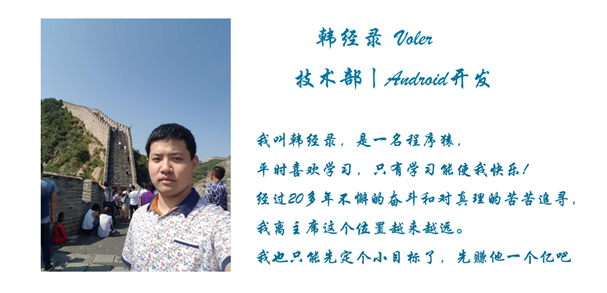 韩经录 Voler
技术部丨Android开发
我叫韩经录，是一名程序猿，
平时喜欢学习，只有学习能使我快乐！
经过20多年不懈的奋斗和对真理的苦苦追寻，
我离主席这个位置越来越远。
我也只能先定个小目标了，先赚他一个亿吧